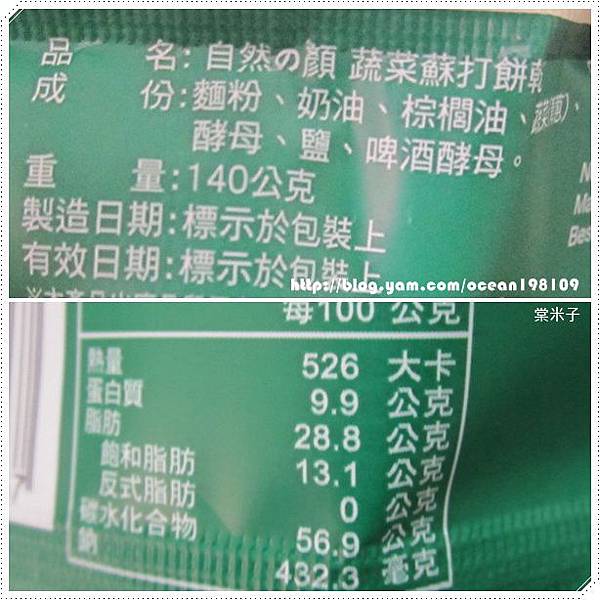 品 名: 自然の顏 蔬菜蘇打餅乾
成 份: 麵粉、奶油、棕櫚油、蔬菜(蔥)、
酵母、鹽、啤酒酵母。
重 量: 140公克
製造日期: 標示於包裝上
有效日期: 標示於包裝上
http://blog.yam.com/ocean198109
棠米子
每100 公克
熱量 526 大卡
蛋白質 9.9 公克
脂肪 28.8 公克
飽和脂肪 13.1 公克
反式脂肪 0 公克
碳水化合物 56.9 公克
鈉 432.3 毫克